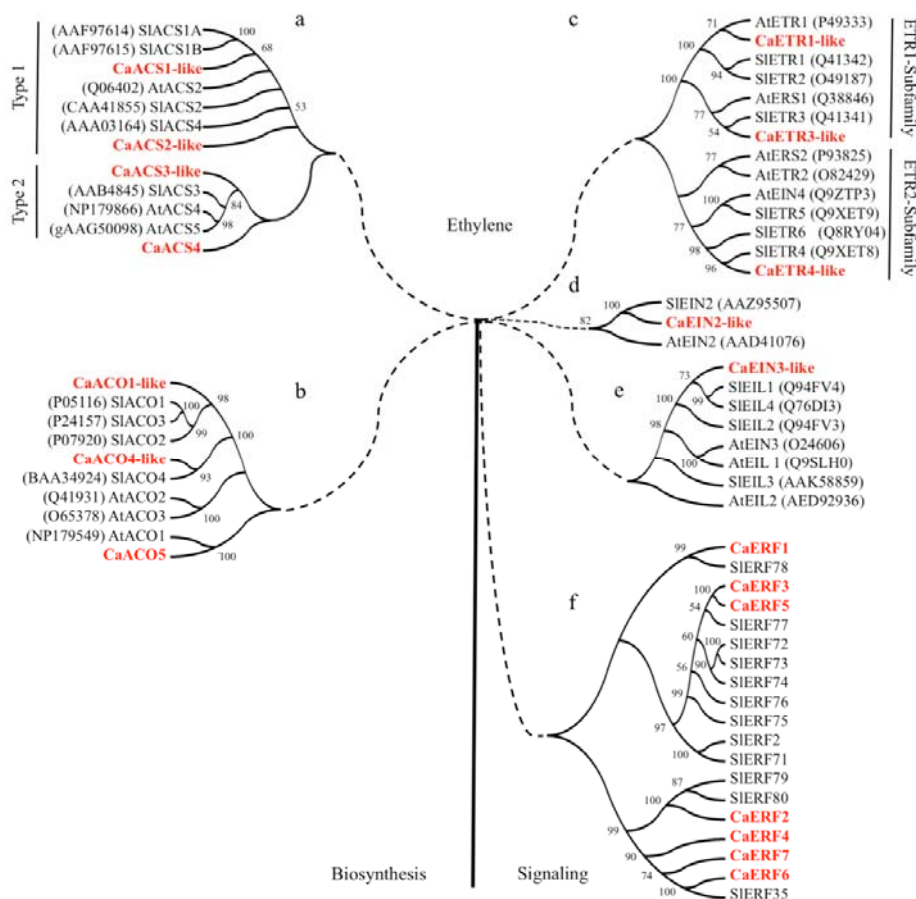 a
(AAF97614) SlACS1A
(AAF97615) SlACS1B
CaACS1-like
(Q06402) AtACS2
(CAA41855) SlACS2
(AAA03164) SlACS4
CaACS2-like
Type 1
100
68
53
CaACS3-like
(AAB4845) SlACS3
(NP179866) AtACS4
(gAAG50098) AtACS5
CaACS4
Type 2
84
98
Ethylene
b
CaACO1-like
(P05116) SlACO1
(P24157) SlACO3
(P07920) SlACO2
CaACO4-like
(BAA34924) SlACO4
(Q41931) AtACO2
(O65378) AtACO3
(NP179549) AtACO1
CaACO5
98
100
99
100
93
100
100
c
AtETR1 (P49333)
CaETR1-like
SlETR1 (Q41342)
SlETR2 (O49187)
AtERS1 (Q38846)
SlETR3 (Q41341)
CaETR3-like
ETR1-Subfamily
71
100
94
100
77
54
AtERS2 (P93825)
AtETR2 (O82429)
AtEIN4 (Q9ZTP3)
SlETR5 (Q9XET9)
SlETR6 (Q8RY04)
SlETR4 (Q9XET8)
CaETR4-like
ETR2-Subfamily
77
100
77
98
96
d
SlEIN2 (AAZ95507)
CaEIN2-like
AtEIN2 (AAD41076)
100
82
e
CaEIN3-like
SlEIL1 (Q94FV4)
SlEIL4 (Q76DI3)
SlEIL2 (Q94FV3)
AtEIN3 (O24606)
AtEIL 1 (Q9SLH0)
SlEIL3 (AAK58859)
AtEIL2 (AED92936)
73
99
100
98
100
f
CaERF1
SlERF78
CaERF3
CaERF5
SlERF77
SlERF72
SlERF73
SlERF74
SlERF76
SlERF75
SlERF2
SlERF71
SlERF79
SlERF80
CaERF2
CaERF4
CaERF7
CaERF6
SlERF35
99
100
54
60
100
90
56
99
97
100
87
100
99
90
74
100
Biosynthesis
Signaling